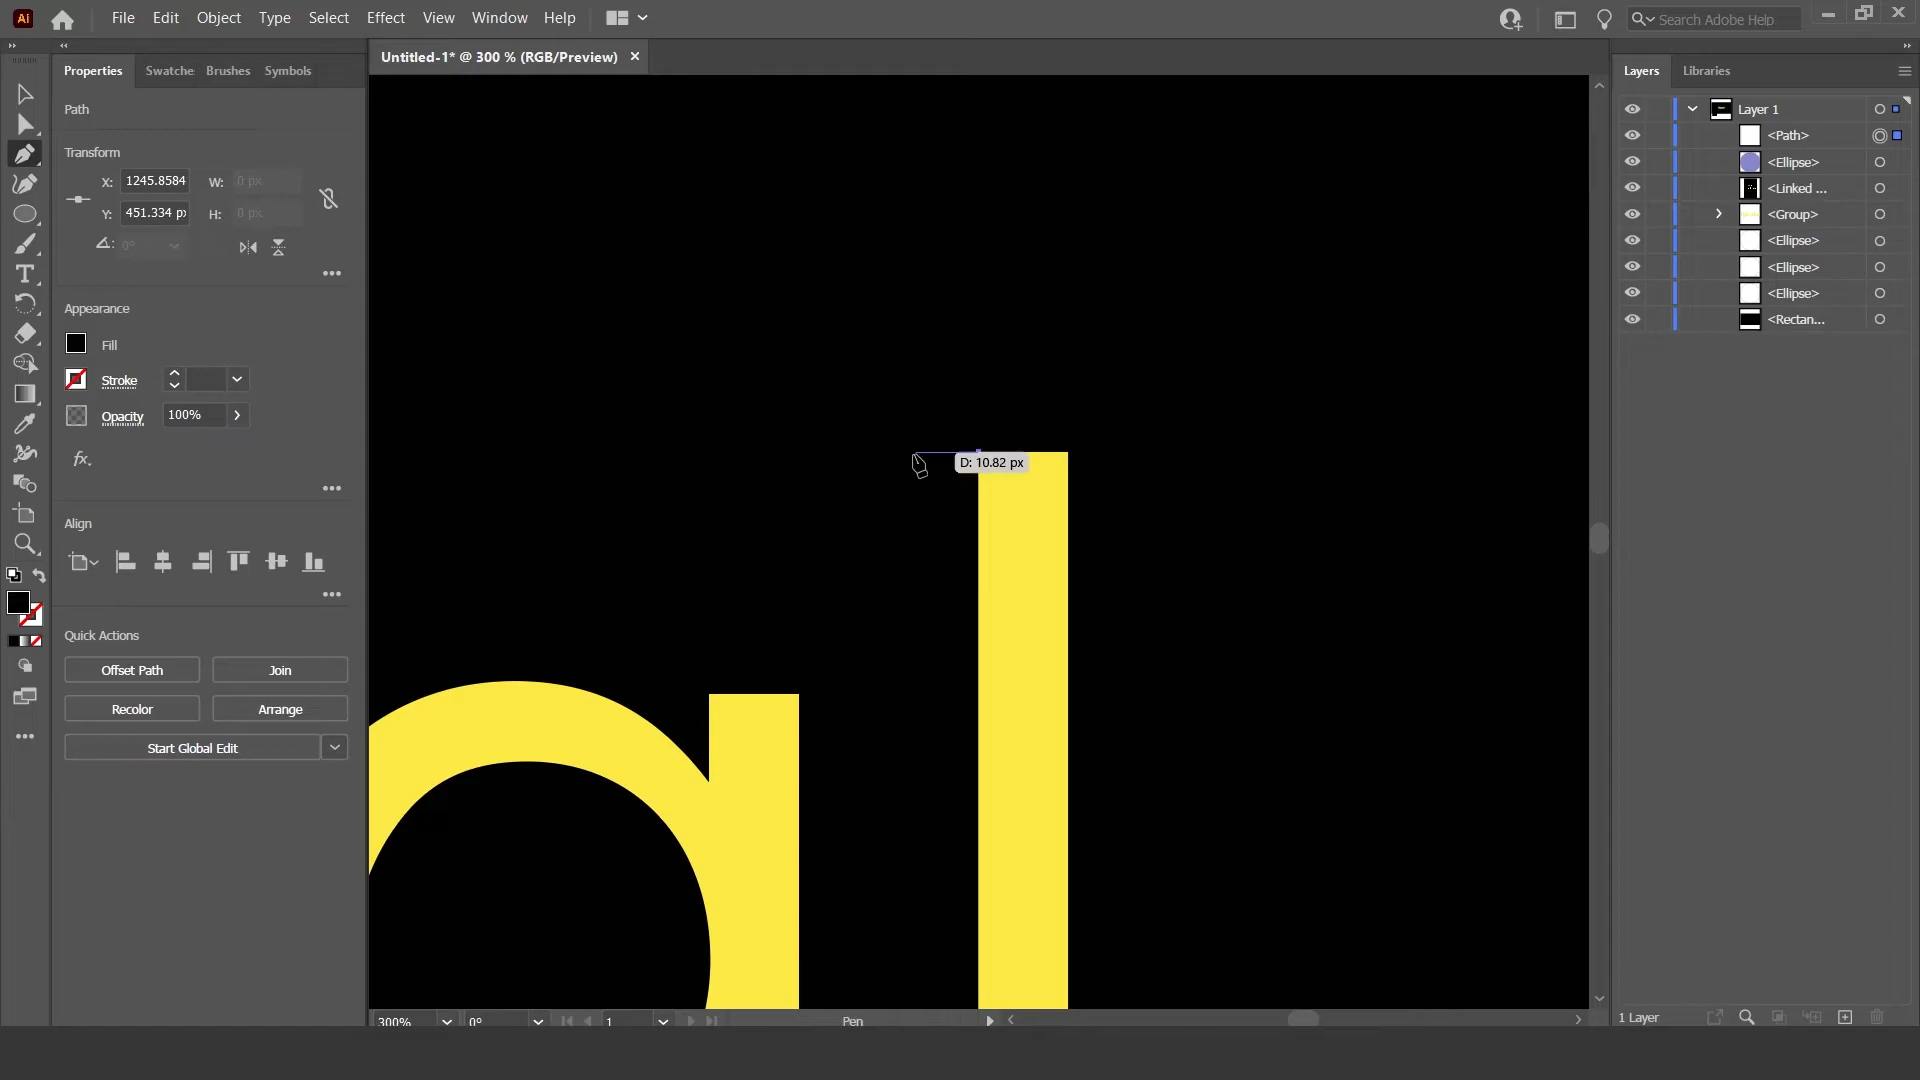 Ai File Edit Object Type Select Effect View Window Help Search Adobe Help
Properties Swatche Brushes Symbols
Untitled-1* @ 300 % (RGB/Preview)
Layers Libraries
Path
Transform
X: 1245.8584 W: 0 px
Y: 451.334 px H: 0 px
0°
Appearance
Fill
Stroke
Opacity 100%
fx.
Align
Quick Actions
Offset Path Join
Recolor Arrange
Start Global Edit
D: 10.82 px
al
Layer 1
<Path>
<Ellipse>
<Linked ...
<Group>
<Ellipse>
<Ellipse>
<Ellipse>
<Rectan...
300% 0° 1 Pen
1 Layer